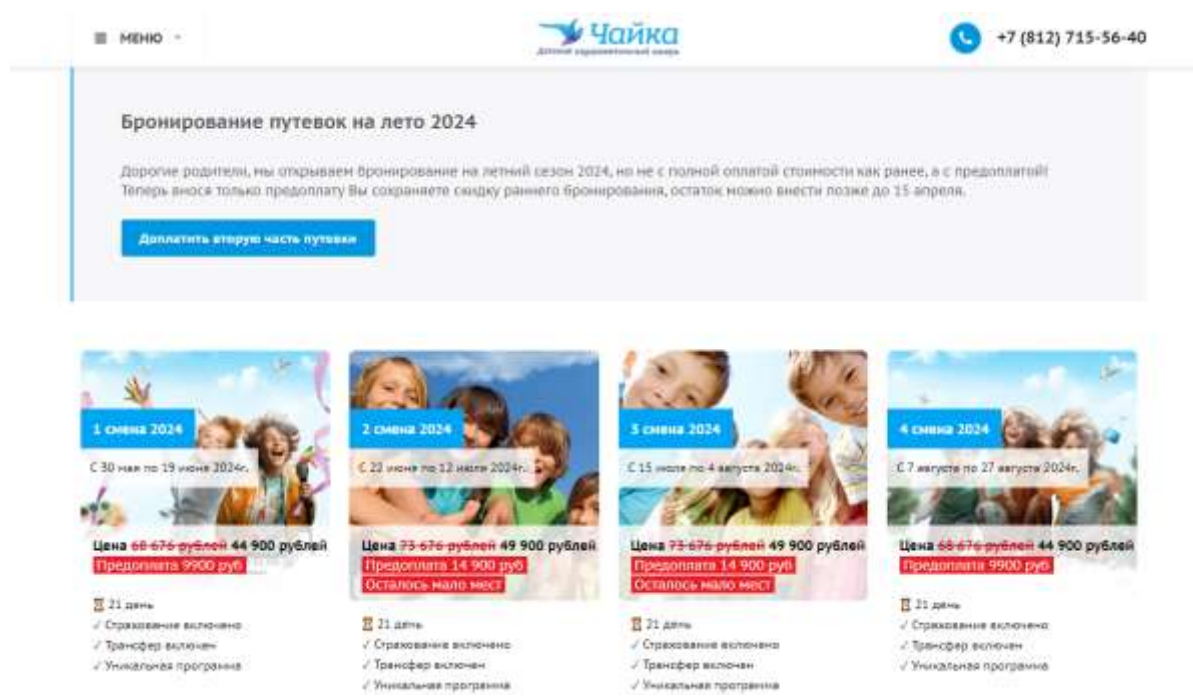 МЕНЮ
Чайка
детский оздоровительный лагерь
+7 (812) 715-56-40
Бронирование путевок на лето 2024
Дорогие родители, мы открываем бронирование на летний сезон 2024, но не с полной оплатой стоимости как ранее, а с предоплатой!
Теперь внося только предоплату Вы сохраняете скидку раннего бронирования, остаток можно внести позже до 15 апреля.
Доплатить вторую часть путевки
1 смена 2024
С 30 мая по 19 июня 2024г.
Цена 68 676 рублей 44 900 рублей
Предоплата 9900 руб
21 день
√ Страхование включено
√ Трансфер включен
√ Уникальная программа
2 смена 2024
С 22 июня по 12 июля 2024г.
Цена 73 676 рублей 49 900 рублей
Предоплата 14 900 руб
Осталось мало мест
21 день
√ Страхование включено
√ Трансфер включен
√ Уникальная программа
3 смена 2024
С 15 июля по 4 августа 2024г.
Цена 73 676 рублей 49 900 рублей
Предоплата 14 900 руб
Осталось мало мест
21 день
√ Страхование включено
√ Трансфер включен
√ Уникальная программа
4 смена 2024
С 7 августа по 27 августа 2024г.
Цена 68 676 рублей 44 900 рублей
Предоплата 9900 руб
21 день
√ Страхование включено
√ Трансфер включен
√ Уникальная программа